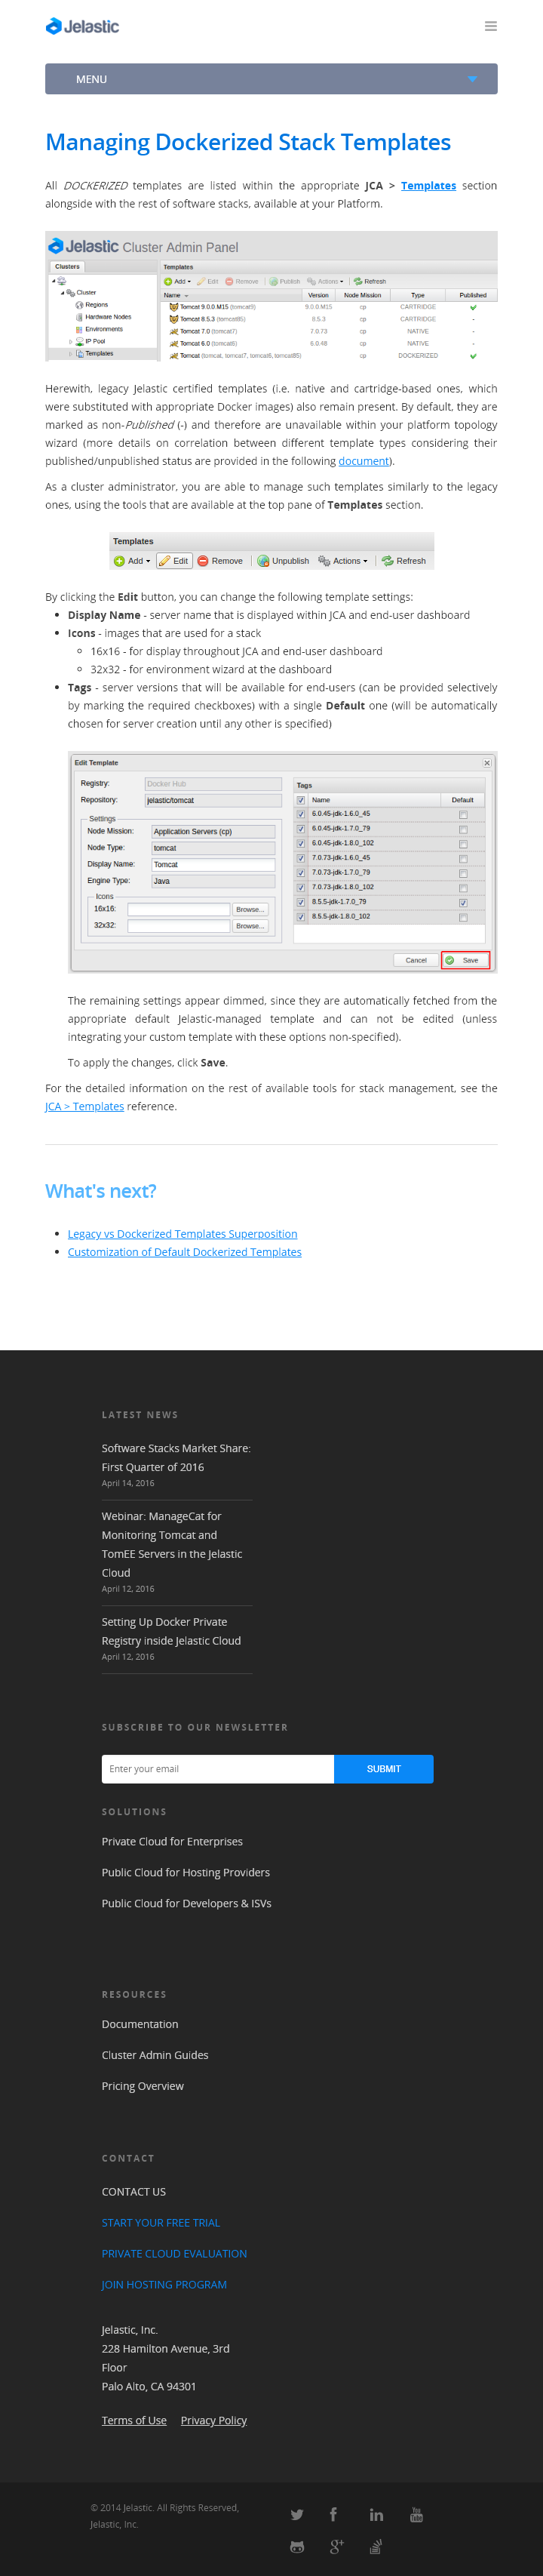 Jelastic
MENU
Managing Dockerized Stack Templates
All DOCKERIZED templates are listed within the appropriate JCA > Templates section
alongside with the rest of software stacks, available at your Platform.
Jelastic Cluster Admin Panel
Clusters
Cluster
Regions
Hardware Nodes
Environments
IP Pool
Templates
Templates
Add Edit Remove Publish Actions Refresh
Name Version Node Mission Type Published
Tomcat 9.0.0.M15 (tomcat9) 9.0.0.M15 cp CARTRIDGE
Tomcat 8.5.3 (tomcat85) 8.5.3 cp CARTRIDGE -
Tomcat 7.0 (tomcat7) 7.0.73 cp NATIVE -
Tomcat 6.0 (tomcat6) 6.0.48 cp NATIVE -
Tomcat (tomcat, tomcat7, tomcat6, tomcat85) cp DOCKERIZED
Herewith, legacy Jelastic certified templates (i.e. native and cartridge-based ones, which
were substituted with appropriate Docker images) also remain present. By default, they are
marked as non-Published (-) and therefore are unavailable within your platform topology
wizard (more details on correlation between different template types considering their
published/unpublished status are provided in the following document).
As a cluster administrator, you are able to manage such templates similarly to the legacy
ones, using the tools that are available at the top pane of Templates section.
Templates
Add Edit Remove Unpublish Actions Refresh
By clicking the Edit button, you can change the following template settings:
• Display Name - server name that is displayed within JCA and end-user dashboard
• Icons - images that are used for a stack
◦ 16x16 - for display throughout JCA and end-user dashboard
◦ 32x32 - for environment wizard at the dashboard
• Tags - server versions that will be available for end-users (can be provided selectively
by marking the required checkboxes) with a single Default one (will be automatically
chosen for server creation until any other is specified)
Edit Template
Registry: Docker Hub
Repository: jelastic/tomcat
Settings
Node Mission: Application Servers (cp)
Node Type: tomcat
Display Name: Tomcat
Engine Type: Java
Icons
16x16: Browse...
32x32: Browse...
Tags
Name Default
6.0.45-jdk-1.6.0_45
6.0.45-jdk-1.7.0_79
6.0.45-jdk-1.8.0_102
7.0.73-jdk-1.6.0_45
7.0.73-jdk-1.7.0_79
7.0.73-jdk-1.8.0_102
8.5.5-jdk-1.7.0_79
8.5.5-jdk-1.8.0_102
Cancel Save
The remaining settings appear dimmed, since they are automatically fetched from the
appropriate default Jelastic-managed template and can not be edited (unless
integrating your custom template with these options non-specified).
To apply the changes, click Save.
For the detailed information on the rest of available tools for stack management, see the
JCA > Templates reference.
What's next?
• Legacy vs Dockerized Templates Superposition
• Customization of Default Dockerized Templates
LATEST NEWS
Software Stacks Market Share:
First Quarter of 2016
April 14, 2016
Webinar: ManageCat for
Monitoring Tomcat and
TomEE Servers in the Jelastic
Cloud
April 12, 2016
Setting Up Docker Private
Registry inside Jelastic Cloud
April 12, 2016
SUBSCRIBE TO OUR NEWSLETTER
Enter your email SUBMIT
SOLUTIONS
Private Cloud for Enterprises
Public Cloud for Hosting Providers
Public Cloud for Developers & ISVs
RESOURCES
Documentation
Cluster Admin Guides
Pricing Overview
CONTACT
CONTACT US
START YOUR FREE TRIAL
PRIVATE CLOUD EVALUATION
JOIN HOSTING PROGRAM
Jelastic, Inc.
228 Hamilton Avenue, 3rd
Floor
Palo Alto, CA 94301
Terms of Use Privacy Policy
© 2014 Jelastic. All Rights Reserved,
Jelastic, Inc.